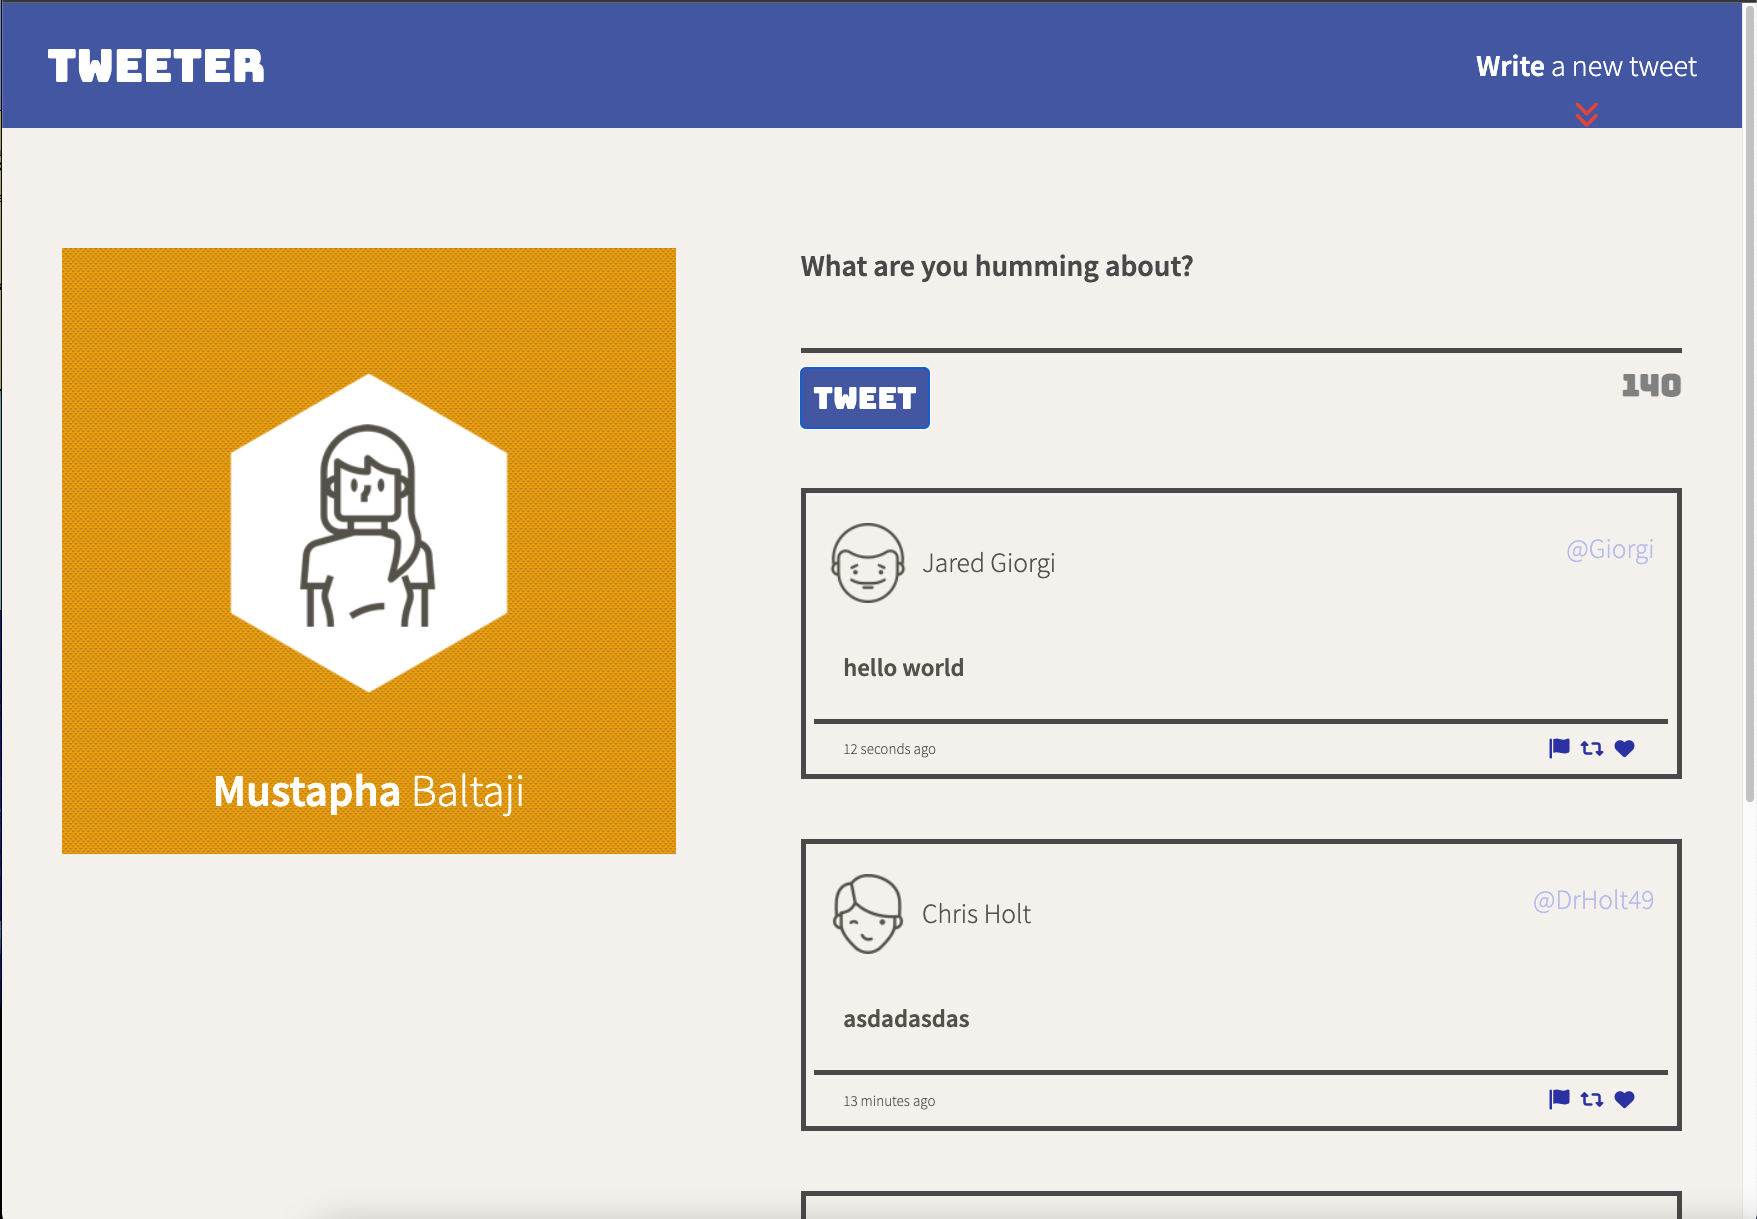 TWEETER
Write a new tweet
What are you humming about?
TWEET
140
Jared Giorgi
@Giorgi
hello world
12 seconds ago
Chris Holt
@DrHolt49
asdadasdas
13 minutes ago
Mustapha Baltaji